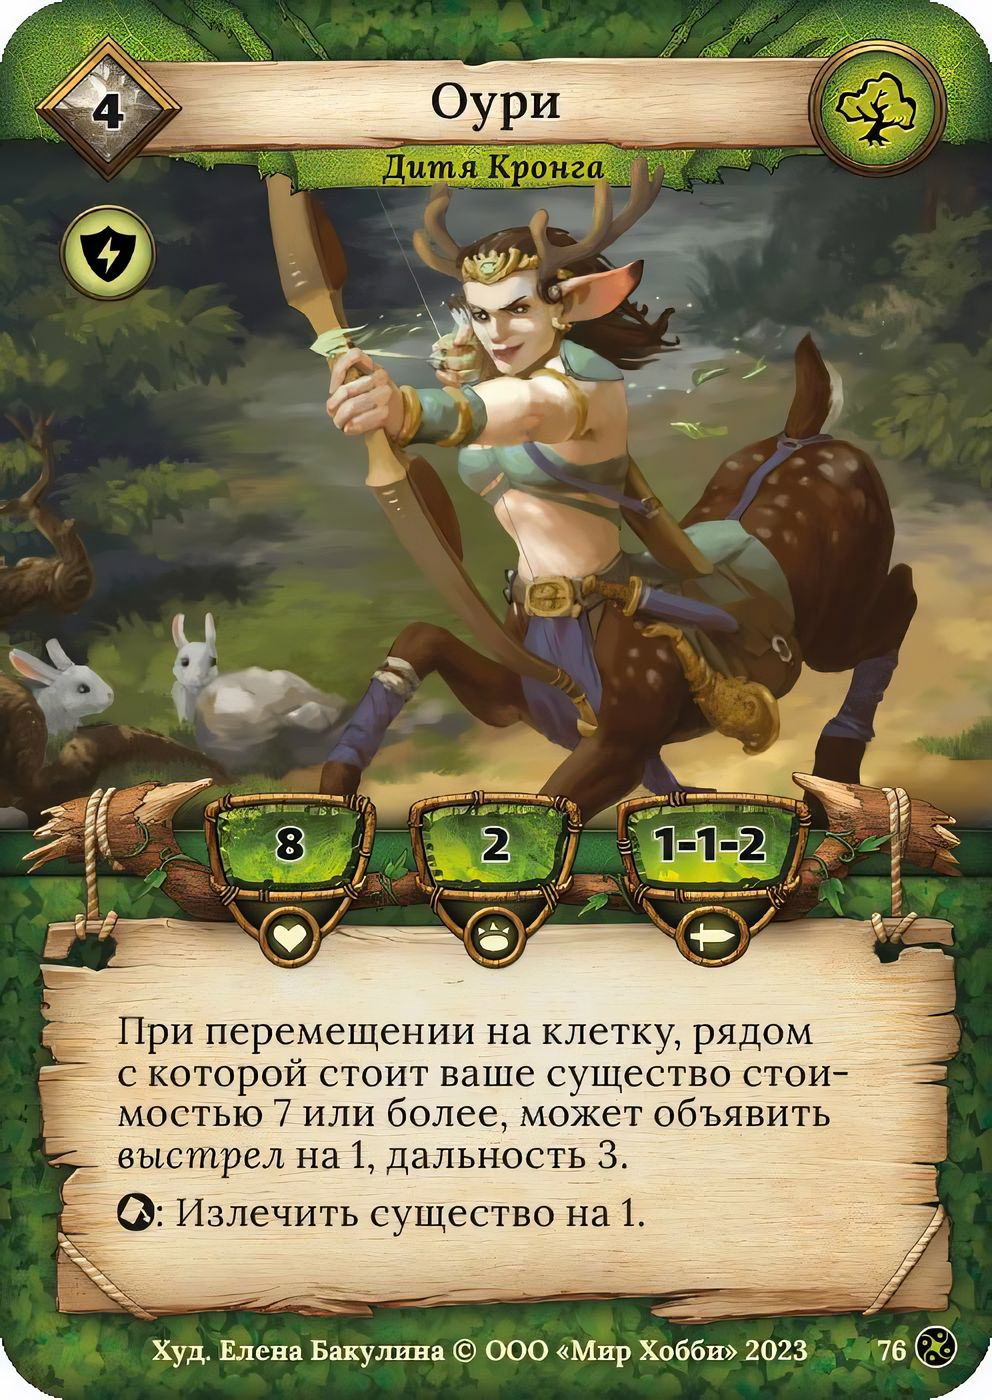 4
Оури
Дитя Кронга
8 2 1-1-2
При перемещении на клетку, рядом
с которой стоит ваше существо стои-
мостью 7 или более, может объявить
выстрел на 1, дальность 3.
: Излечить существо на 1.
Худ. Елена Бакулина © ООО «Мир Хобби» 2023 76